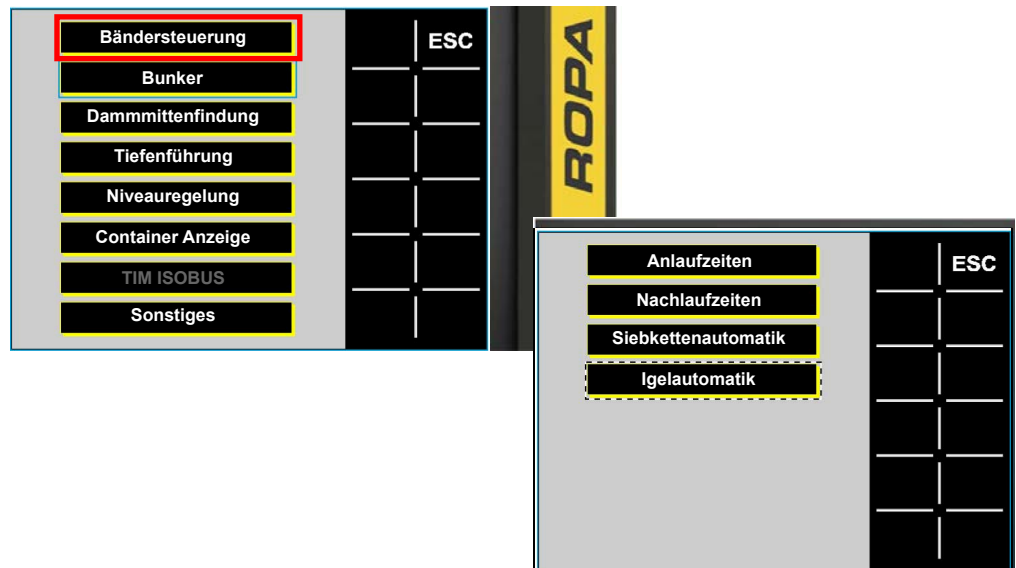 Bändersteuerung
Bunker
Dammmittenfindung
Tiefenführung
Niveauregelung
Container Anzeige
TIM ISOBUS
Sonstiges
ESC
ROPA
Anlaufzeiten
Nachlaufzeiten
Siebkettenautomatik
Igelautomatik
ESC